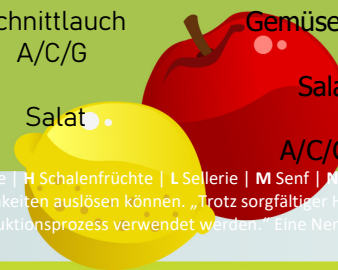 chnittlauch
A/C/G
Salat
Gemüse
Sala
A/C/G
e | H Schalenfrüchte | L Sellerie | M Senf | N
keiten auslösen können. „Trotz sorgfältiger H
uktionsprozess verwendet werden.“ Eine Ner